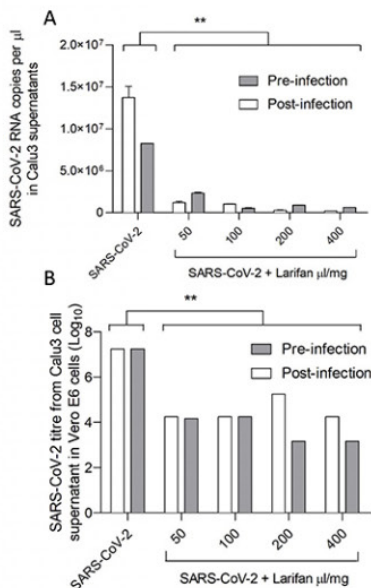 A
SARS-CoV-2 RNA copies per µl
in Calu3 supernatants
**
2.0×10⁷
1.5×10⁷
1.0×10⁷
5.0×10⁶
0
Pre-infection
Post-infection
SARS-CoV-2
50
100
200
400
SARS-CoV-2 + Larifan µl/mg
B
SARS-CoV-2 titre from Calu3 cell
supernatant in Vero E6 cells (Log₁₀)
**
8
6
4
2
0
Pre-infection
Post-infection
SARS-CoV-2
50
100
200
400
SARS-CoV-2 + Larifan µl/mg